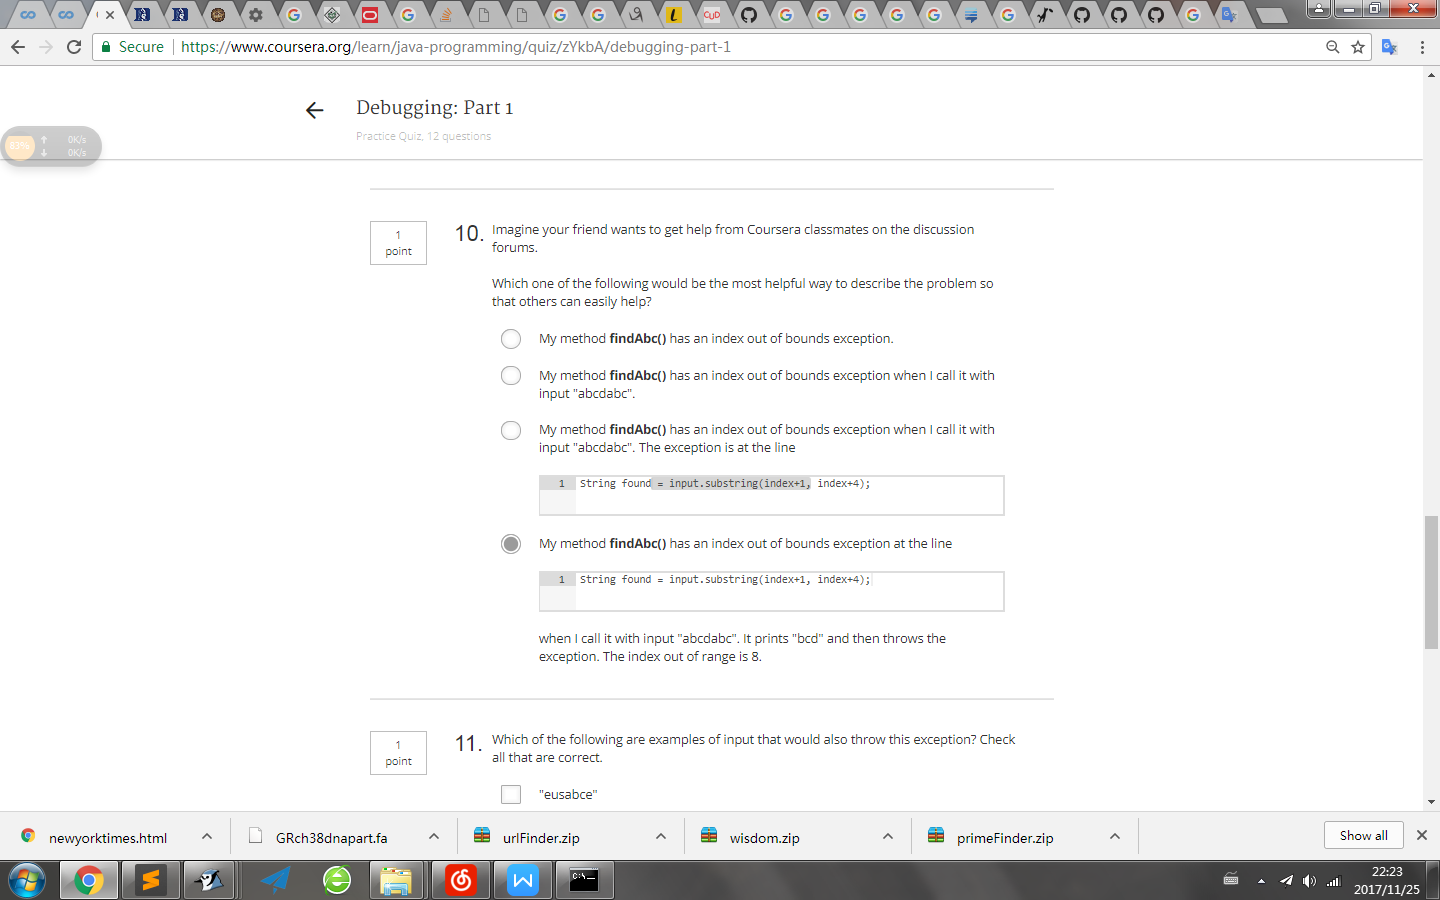 Secure
https://www.coursera.org/learn/java-programming/quiz/zYkbA/debugging-part-1
Debugging: Part 1
Practice Quiz, 12 questions
83%
0K/s
0K/s
1
point
10.
Imagine your friend wants to get help from Coursera classmates on the discussion
forums.
Which one of the following would be the most helpful way to describe the problem so
that others can easily help?
My method findAbc() has an index out of bounds exception.
My method findAbc() has an index out of bounds exception when I call it with
input "abcdabc".
My method findAbc() has an index out of bounds exception when I call it with
input "abcdabc". The exception is at the line
1 String found = input.substring(index+1, index+4);
My method findAbc() has an index out of bounds exception at the line
1 String found = input.substring(index+1, index+4);
when I call it with input "abcdabc". It prints "bcd" and then throws the
exception. The index out of range is 8.
1
point
11.
Which of the following are examples of input that would also throw this exception? Check
all that are correct.
"eusabce"
newyorktimes.html
GRch38dnapart.fa
urlFinder.zip
wisdom.zip
primeFinder.zip
Show all
22:23
2017/11/25